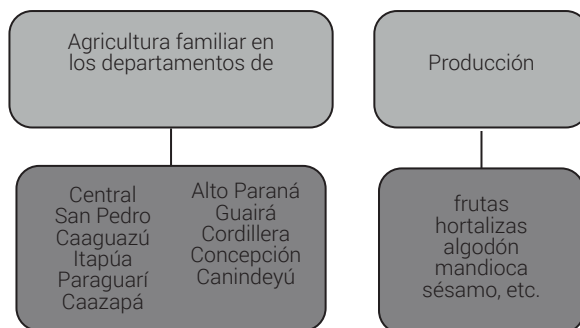 Agricultura familiar en
los departamentos de
Producción
Central
San Pedro
Caaguazú
Itapúa
Paraguarí
Caazapá
Alto Paraná
Guairá
Cordillera
Concepción
Canindeyú
frutas
hortalizas
algodón
mandioca
sésamo, etc.